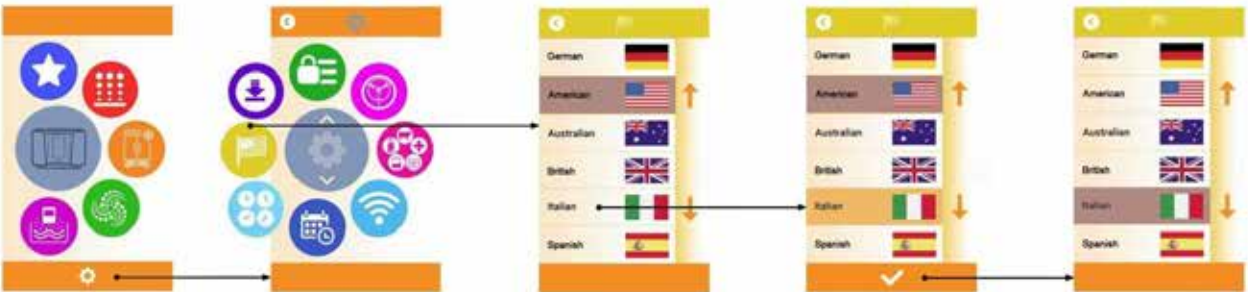 German
American
Australian
British
Italian
Spanish
German
American
Australian
British
Italian
Spanish
German
American
Australian
British
Italian
Spanish